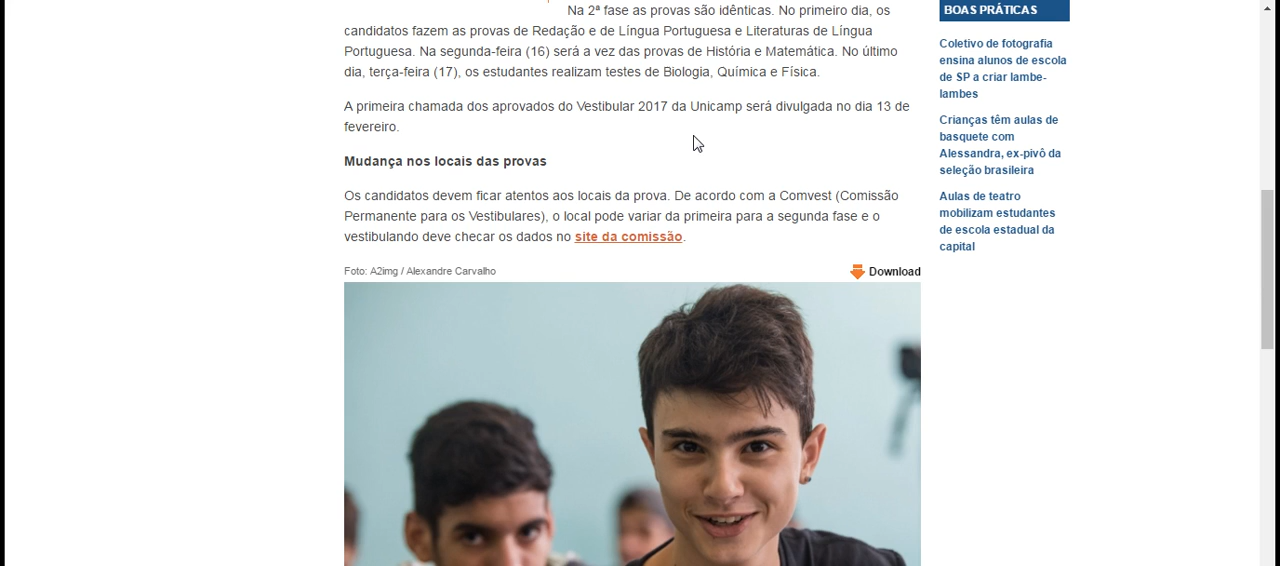 Na 2ª fase as provas são idênticas. No primeiro dia, os
candidatos fazem as provas de Redação e de Língua Portuguesa e Literaturas de Língua
Portuguesa. Na segunda-feira (16) será a vez das provas de História e Matemática. No último
dia, terça-feira (17), os estudantes realizam testes de Biologia, Química e Física.
A primeira chamada dos aprovados do Vestibular 2017 da Unicamp será divulgada no dia 13 de
fevereiro.
Mudança nos locais das provas
Os candidatos devem ficar atentos aos locais da prova. De acordo com a Comvest (Comissão
Permanente para os Vestibulares), o local pode variar da primeira para a segunda fase e o
vestibulando deve checar os dados no site da comissão.
Foto: A2img / Alexandre Carvalho
Download
BOAS PRÁTICAS
Coletivo de fotografia
ensina alunos de escola
de SP a criar lambe-
lambes
Crianças têm aulas de
basquete com
Alessandra, ex-pivô da
seleção brasileira
Aulas de teatro
mobilizam estudantes
de escola estadual da
capital